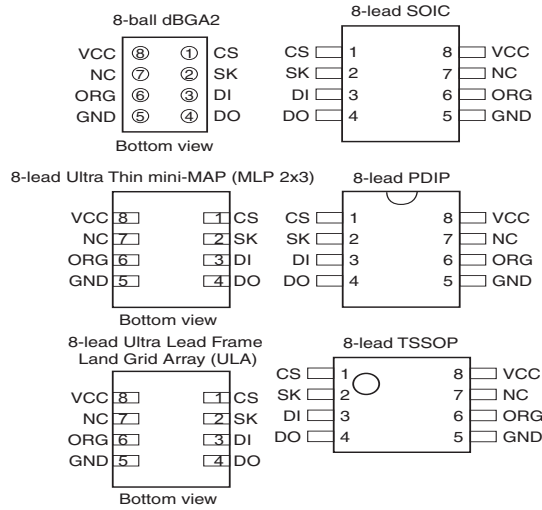 8-ball dBGA2
VCC 8 1 CS
NC 7 2 SK
ORG 6 3 DI
GND 5 4 DO
Bottom view
8-lead SOIC
CS 1 8 VCC
SK 2 7 NC
DI 3 6 ORG
DO 4 5 GND
8-lead Ultra Thin mini-MAP (MLP 2x3)
VCC 8 1 CS
NC 7 2 SK
ORG 6 3 DI
GND 5 4 DO
Bottom view
8-lead PDIP
CS 1 8 VCC
SK 2 7 NC
DI 3 6 ORG
DO 4 5 GND
8-lead Ultra Lead Frame
Land Grid Array (ULA)
VCC 8 1 CS
NC 7 2 SK
ORG 6 3 DI
GND 5 4 DO
Bottom view
8-lead TSSOP
CS 1 8 VCC
SK 2 7 NC
DI 3 6 ORG
DO 4 5 GND